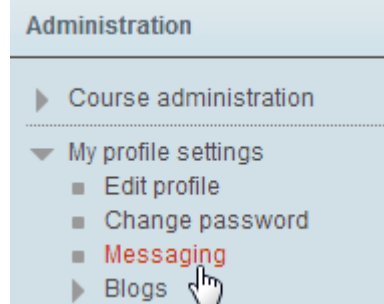 Administration
Course administration
My profile settings
Edit profile
Change password
Messaging
Blogs